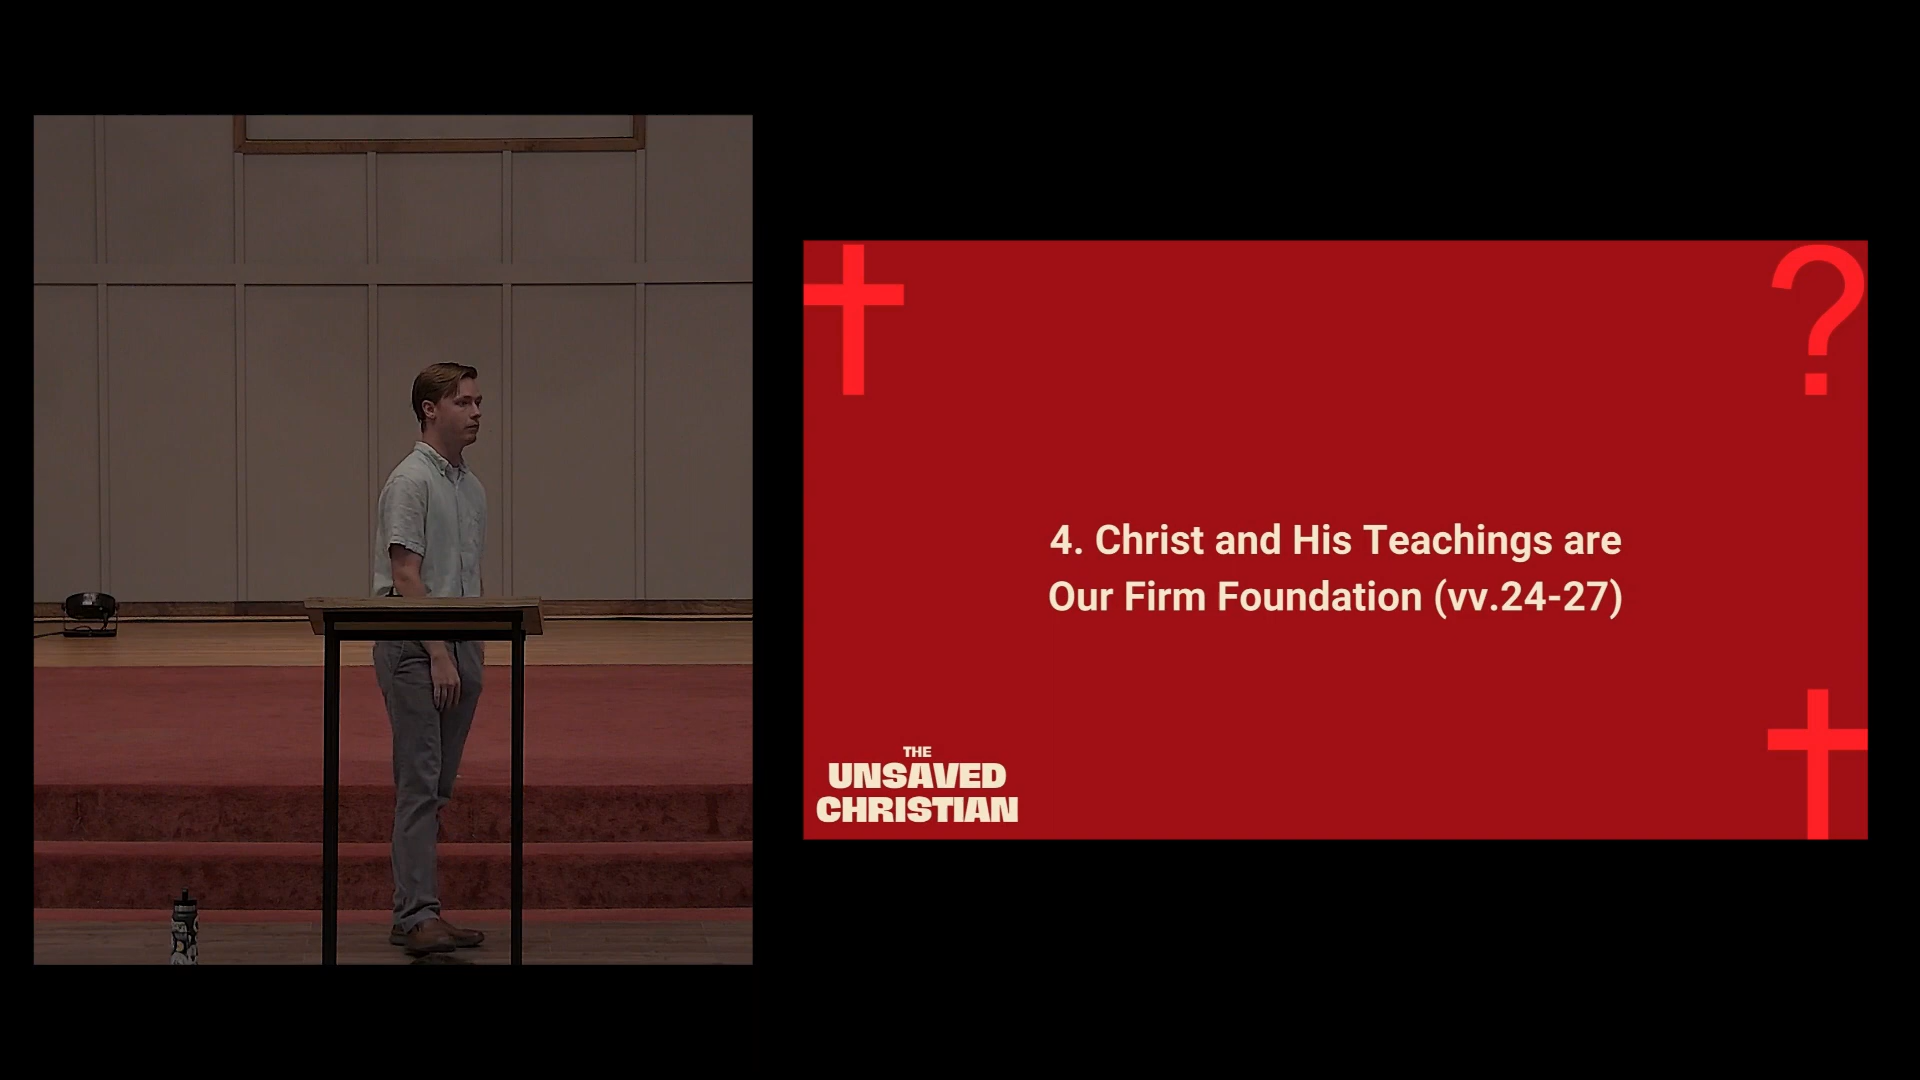 ?
4. Christ and His Teachings are
Our Firm Foundation (vv.24-27)
THE
UNSAVED
CHRISTIAN